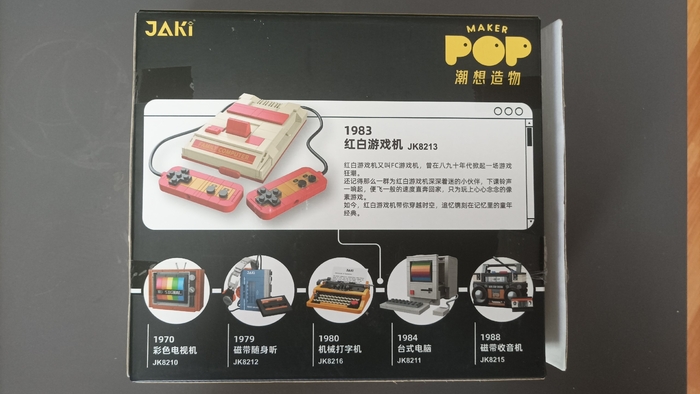 JAKI
MAKER
POP
潮想造物
1983
红白游戏机 JK8213
红白游戏机又叫FC游戏机，曾在八九十年代掀起一场游戏
狂潮。
还记得那么一群为红白游戏机深深着迷的小伙伴，下课铃声
一响起，便飞一般的速度直奔回家，只为玩上心心念念的像
素游戏。
如今，红白游戏机带你穿越时空，追忆镌刻在记忆里的童年
经典。
JAKI
1970
彩色电视机
JK8210
1979
磁带随身听
JK8212
1980
机械打字机
JK8216
1984
台式电脑
JK8211
1988
磁带收音机
JK8215